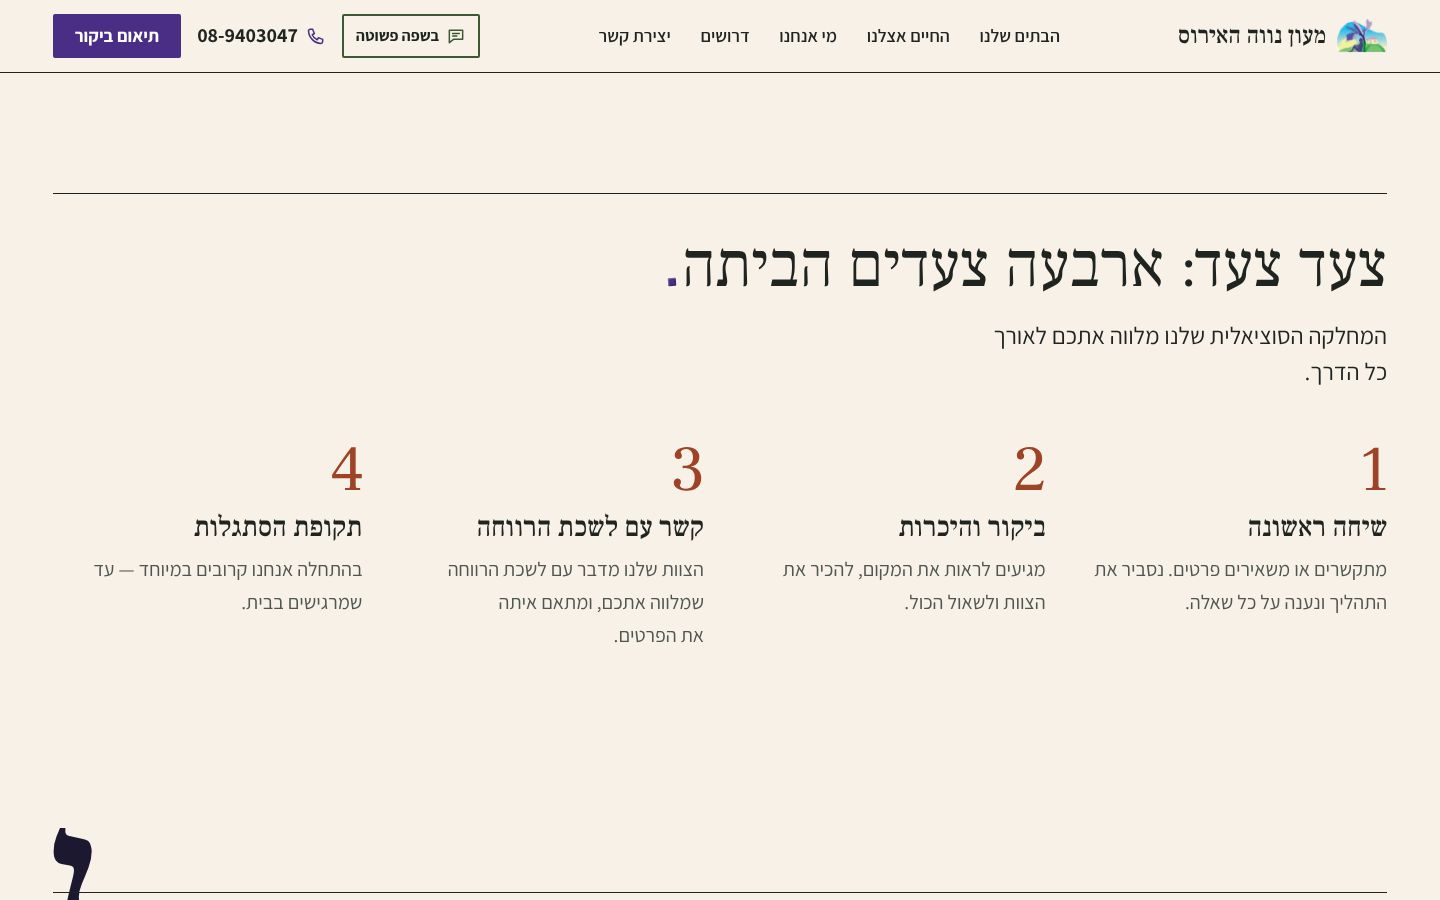 מעון נווה האירוס
הבתים שלנו
החיים אצלנו
מי אנחנו
דרושים
יצירת קשר
בשפה פשוטה
08-9403047
תיאום ביקור
צעד צעד: ארבעה צעדים הביתה.
המחלקה הסוציאלית שלנו מלווה אתכם לאורך
כל הדרך.
1
שיחה ראשונה
מתקשרים או משאירים פרטים. נסביר את
התהליך ונענה על כל שאלה.
2
ביקור והיכרות
מגיעים לראות את המקום, להכיר את
הצוות ולשאול הכול.
3
קשר עם לשכת הרווחה
הצוות שלנו מדבר עם לשכת הרווחה
שמלווה אתכם, ומתאם איתה
את הפרטים.
4
תקופת הסתגלות
בהתחלה אנחנו קרובים במיוחד — עד
שמרגישים בבית.